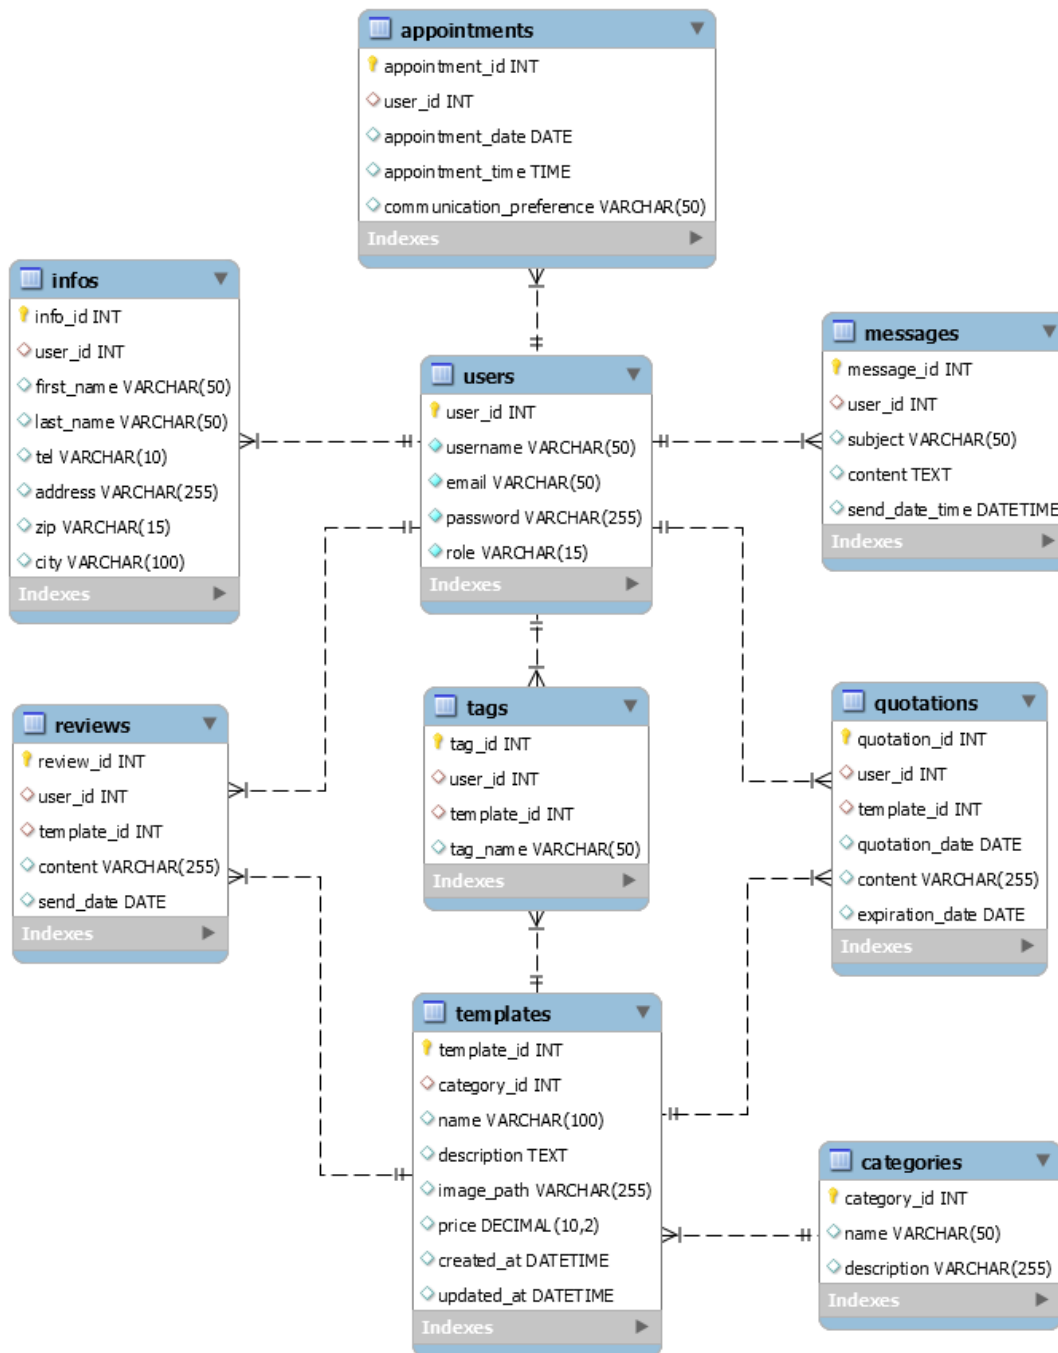 appointments
appointment_id INT
user_id INT
appointment_date DATE
appointment_time TIME
communication_preference VARCHAR(50)
Indexes
infos
info_id INT
user_id INT
first_name VARCHAR(50)
last_name VARCHAR(50)
tel VARCHAR(10)
address VARCHAR(255)
zip VARCHAR(15)
city VARCHAR(100)
Indexes
users
user_id INT
username VARCHAR(50)
email VARCHAR(50)
password VARCHAR(255)
role VARCHAR(15)
Indexes
messages
message_id INT
user_id INT
subject VARCHAR(50)
content TEXT
send_date_time DATETIME
Indexes
reviews
review_id INT
user_id INT
template_id INT
content VARCHAR(255)
send_date DATE
Indexes
tags
tag_id INT
user_id INT
template_id INT
tag_name VARCHAR(50)
Indexes
quotations
quotation_id INT
user_id INT
template_id INT
quotation_date DATE
content VARCHAR(255)
expiration_date DATE
Indexes
templates
template_id INT
category_id INT
name VARCHAR(100)
description TEXT
image_path VARCHAR(255)
price DECIMAL(10,2)
created_at DATETIME
updated_at DATETIME
Indexes
categories
category_id INT
name VARCHAR(50)
description VARCHAR(255)
Indexes